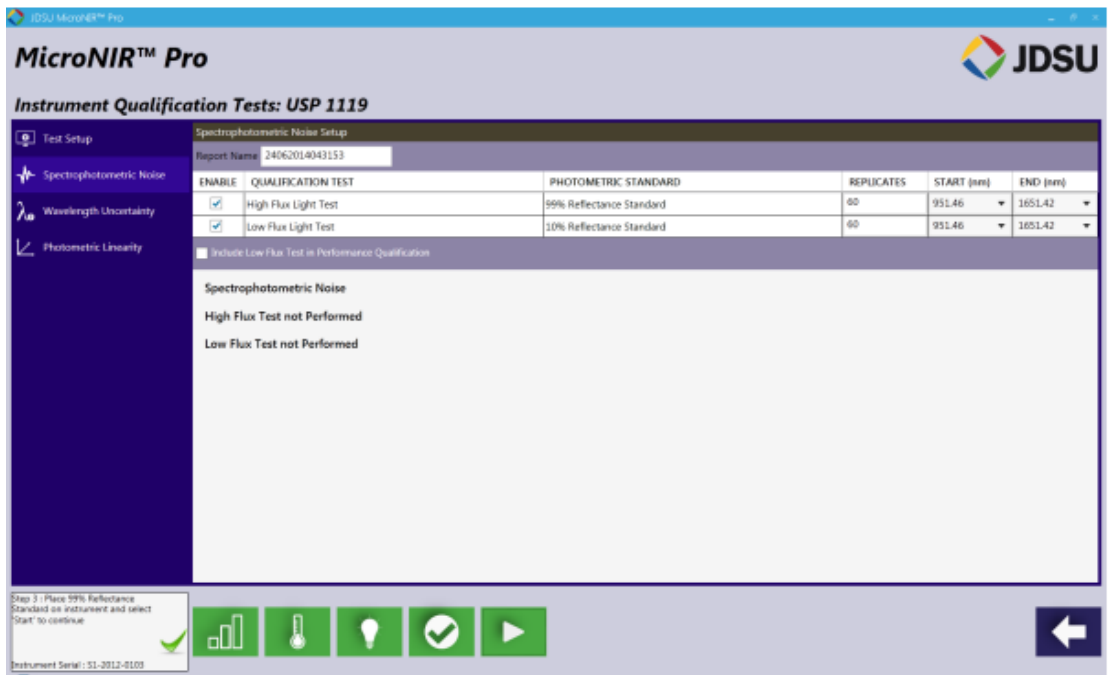 JDSU MicroNIR™ Pro
MicroNIR™ Pro
JDSU
Instrument Qualification Tests: USP 1119
Test Setup
Spectrophotometric Noise
Wavelength Uncertainty
Photometric Linearity
Spectrophotometric Noise Setup
Report Name 24062014043153
ENABLE QUALIFICATION TEST PHOTOMETRIC STANDARD REPLICATES START (nm) END (nm)
High Flux Light Test 99% Reflectance Standard 60 951.46 1651.42
Low Flux Light Test 10% Reflectance Standard 60 951.46 1651.42
Include Low Flux Test in Performance Qualification
Spectrophotometric Noise
High Flux Test not Performed
Low Flux Test not Performed
Step 3 : Place 99% Reflectance
Standard on instrument and select
'Start' to continue
Instrument Serial : S1-2012-0103